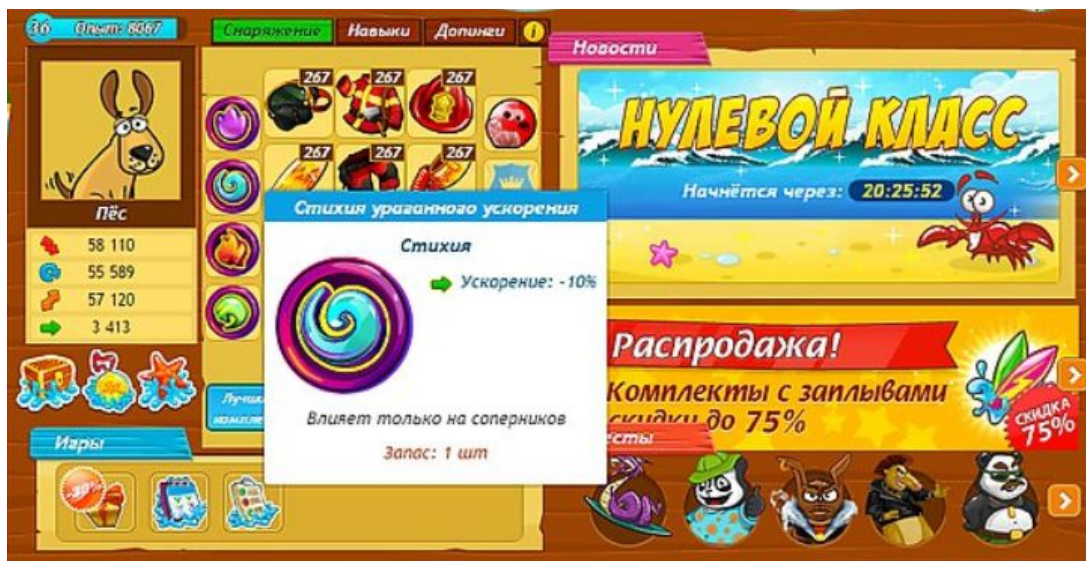 36 Опыт: 8067
Снаряжение Навыки Допинги i
267 267 267
267 267 267
Пёс
58 110
55 589
57 120
3 413
Стихия ураганного ускорения
Стихия
Ускорение: -10%
Влияет только на соперников
Запас: 1 шт
Игры
-30%
Новости
НУЛЕВОЙ КЛАСС
Начнётся через: 20:25:52
Распродажа!
Комплекты с заплывами
скидки до 75%
СКИДКА
75%